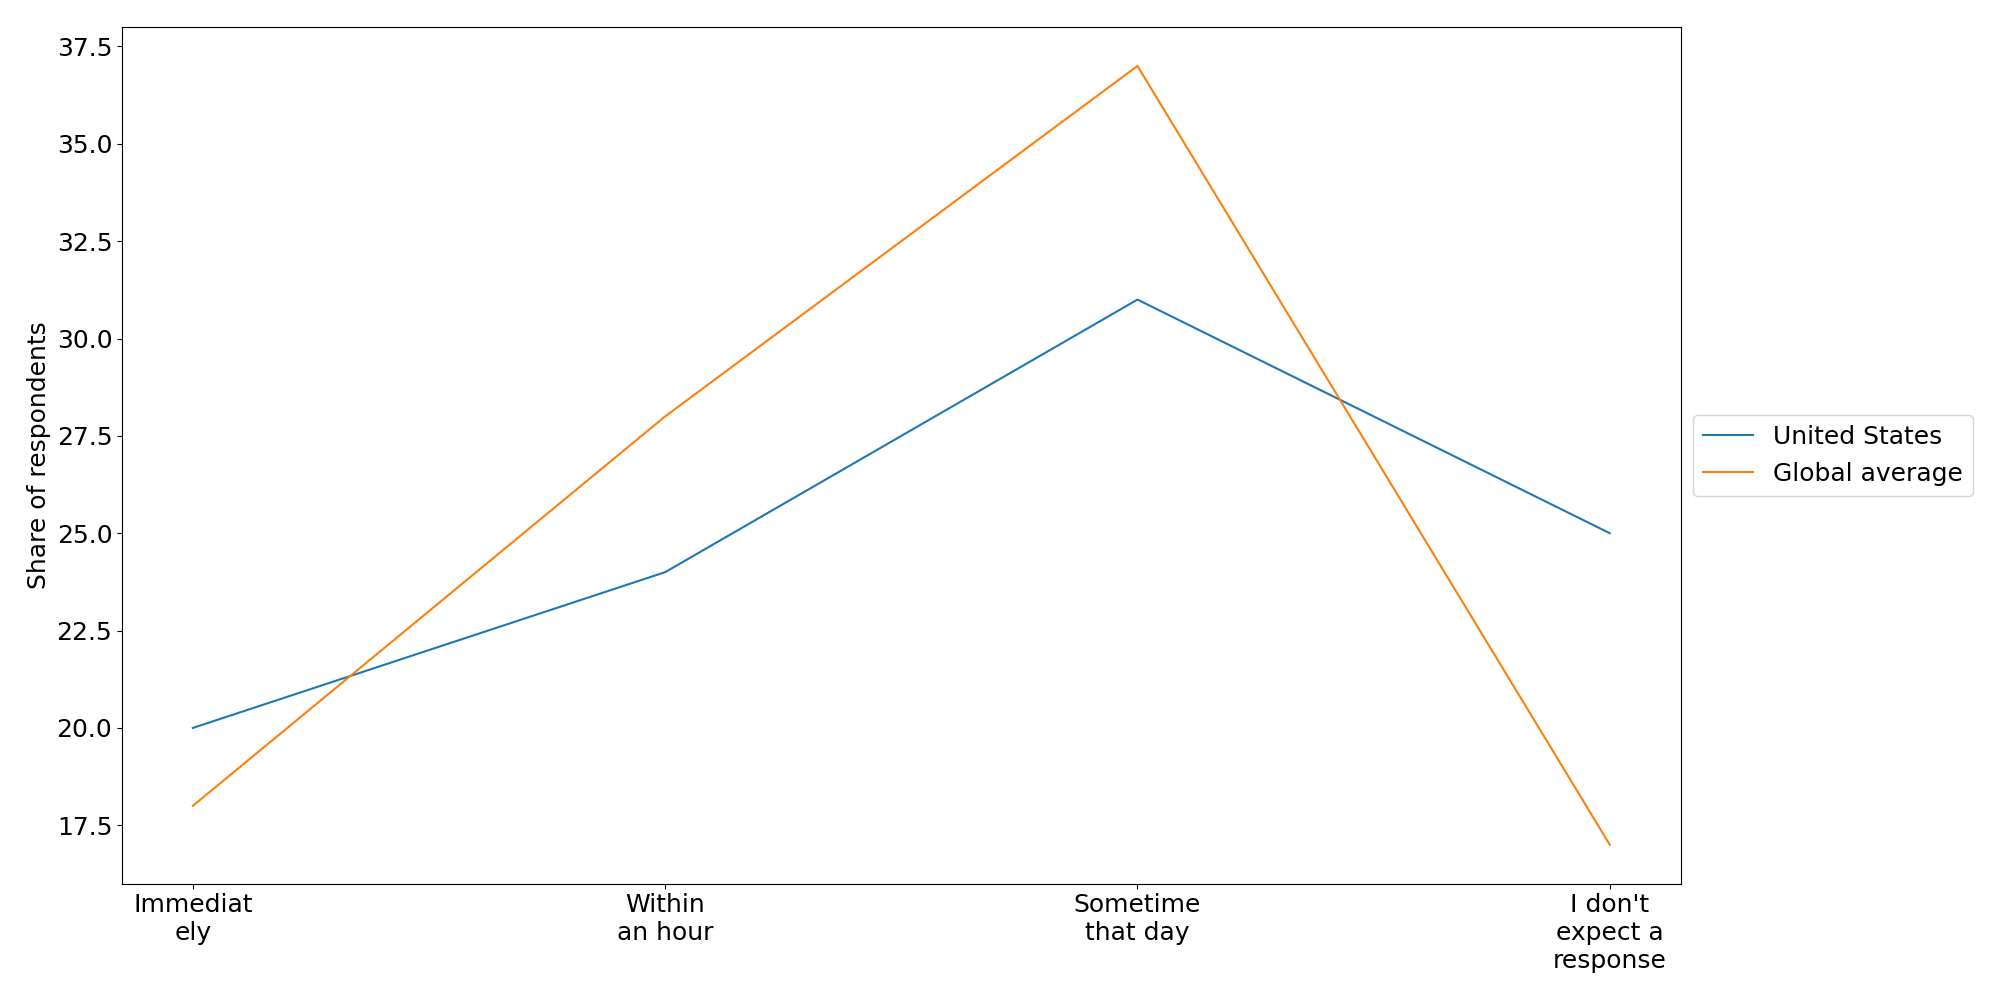 37.5
35.0
32.5
30.0
27.5
25.0
22.5
20.0
17.5
Share of respondents
Immediat
ely
Within
an hour
Sometime
that day
I don't
expect a
response
United States
Global average